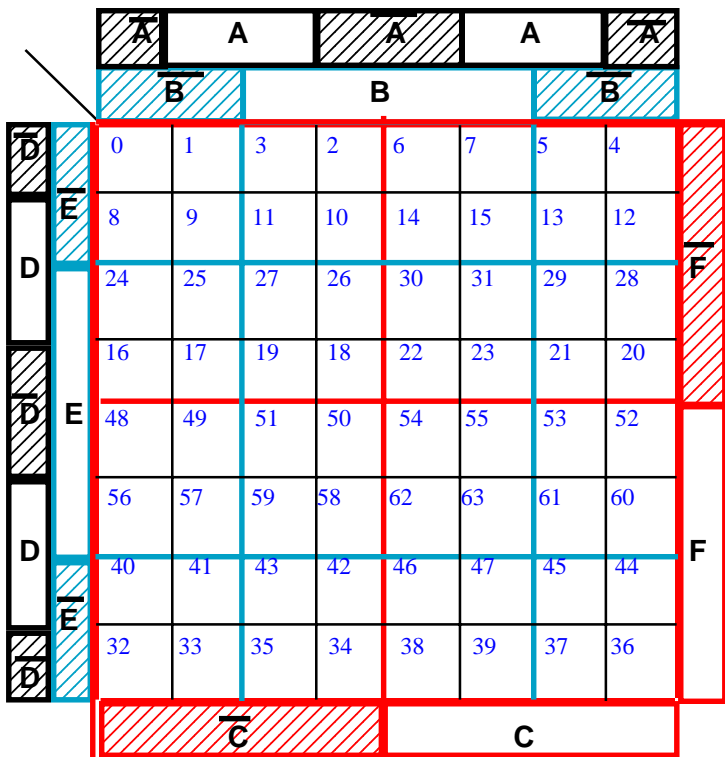 A̅ A A̅ A A̅
B̅ B B̅
D̅ 0 1 3 2 6 7 5 4
E̅ 8 9 11 10 14 15 13 12
D 24 25 27 26 30 31 29 28 F̅
16 17 19 18 22 23 21 20
D̅ E 48 49 51 50 54 55 53 52
56 57 59 58 62 63 61 60
D 40 41 43 42 46 47 45 44 F
E̅ 32 33 35 34 38 39 37 36
D̅
C̅ C